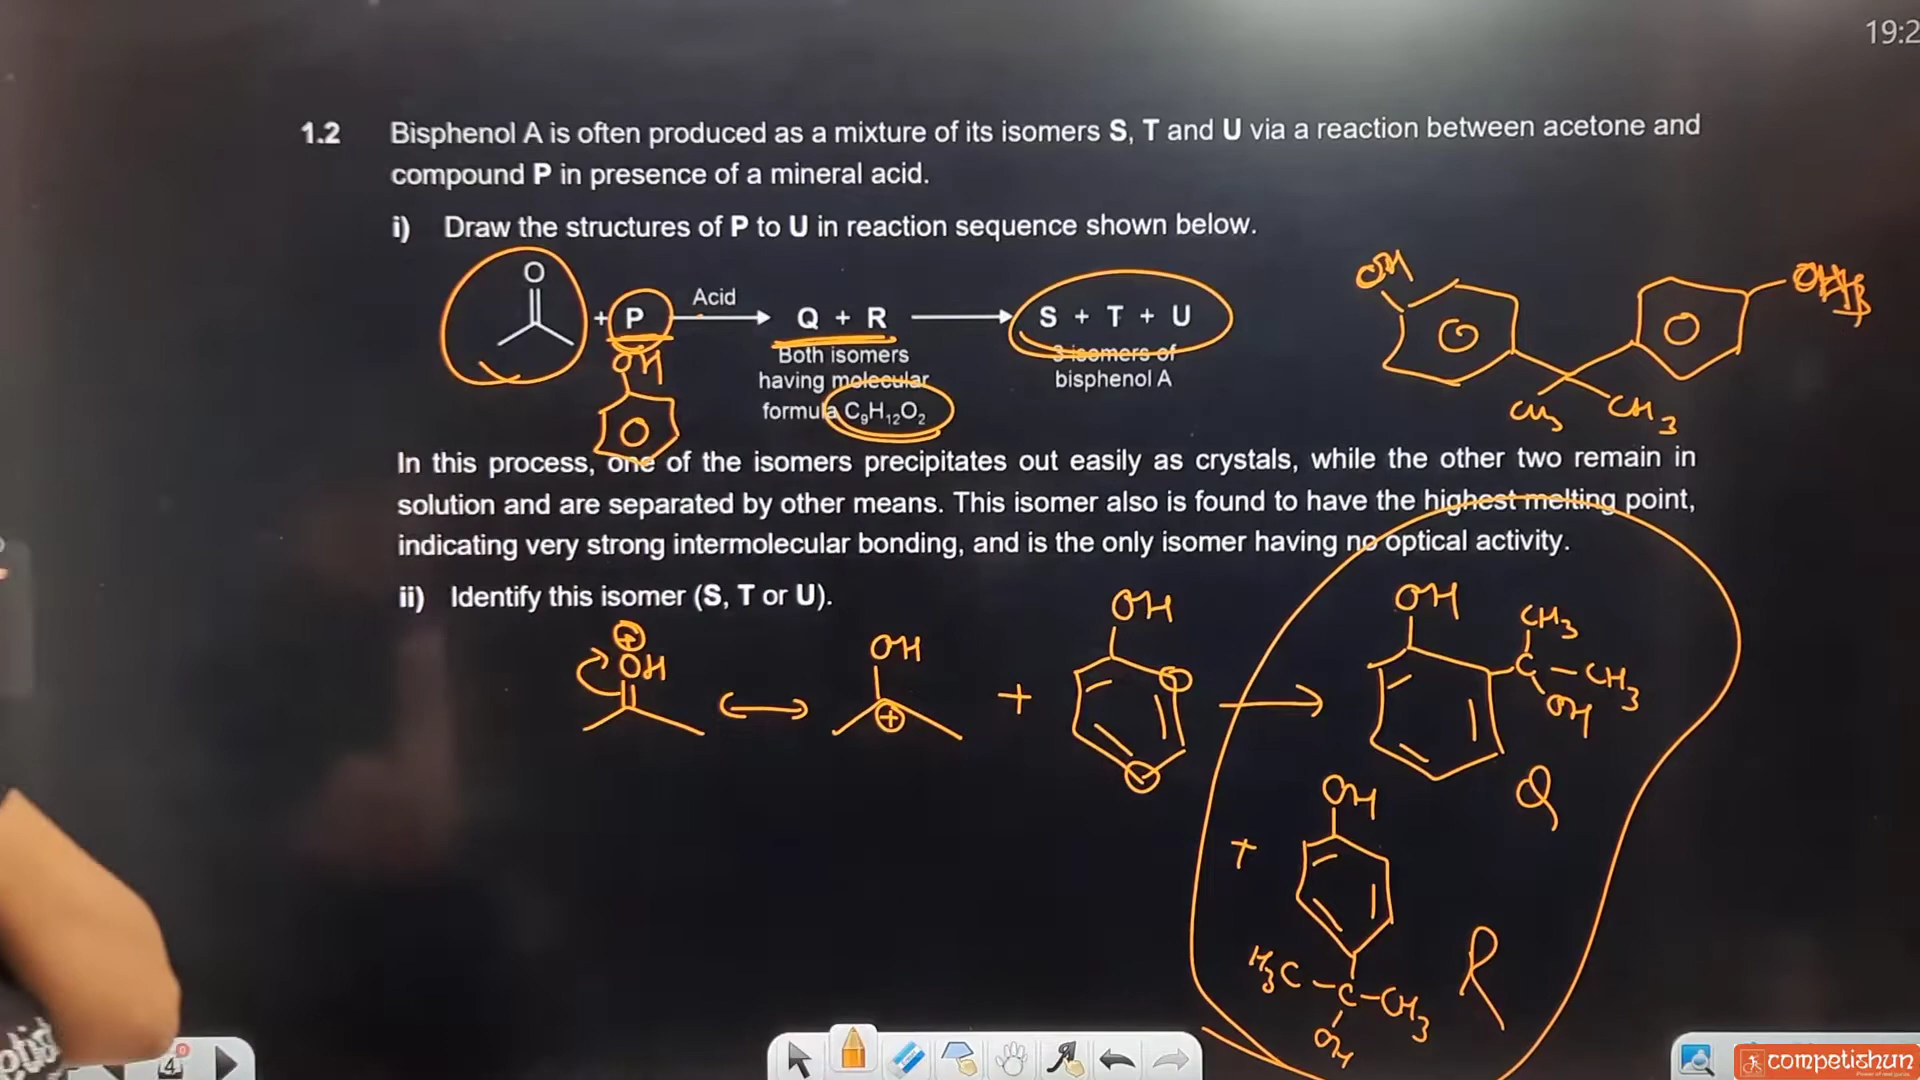 19:2
1.2 Bisphenol A is often produced as a mixture of its isomers S, T and U via a reaction between acetone and
compound P in presence of a mineral acid.
i) Draw the structures of P to U in reaction sequence shown below.
O
+ P
Acid
Q + R
S + T + U
Both isomers
having molecular
formula C₉H₁₂O₂
3 isomers of
bisphenol A
OH
OH
CH₃
CH₃
In this process, one of the isomers precipitates out easily as crystals, while the other two remain in
solution and are separated by other means. This isomer also is found to have the highest melting point,
indicating very strong intermolecular bonding, and is the only isomer having no optical activity.
ii) Identify this isomer (S, T or U).
+
OH
OH
+
+
OH
OH
CH₃
C – CH₃
OH
Q
+
OH
H₃C – C – CH₃
OH
R
4
0
competishun